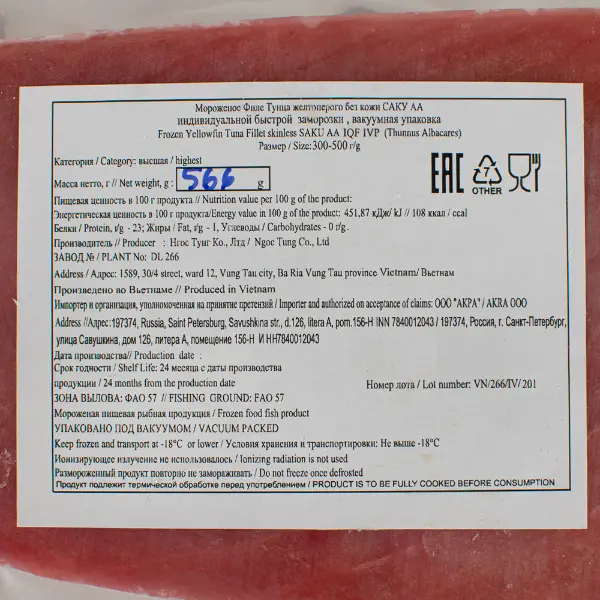 Мороженое Филе Тунца желтоперого без кожи САКУ АА
индивидуальной быстрой заморозки , вакуумная упаковка
Frozen Yellowfin Tuna Fillet skinless SAKU AA IQF IVP (Thunnus Albacares)
Размер / Size:300-500 г/g
Категория / Category: высшая / highest
Масса нетто, г // Net weight, g : 566 g
EAC 7 OTHER
Пищевая ценность в 100 г продукта // Nutrition value per 100 g of the product:
Энергетическая ценность в 100 г продукта/Energy value in 100 g of product: 451,87 кДж/ kJ // 108 ккал / ccal
Белки / Protein, г/g - 23; Жиры / Fat, г/g - 1, Углеводы / Carbohydrates - 0 г/g .
Производитель // Producer : Нгос Тунг Ко., Лтд / Ngoc Tung Co., Ltd
ЗАВОД № / PLANT No: DL 266
Address / Адрес: 1589, 30/4 street, ward 12, Vung Tau city, Ba Ria Vung Tau province Vietnam/ Вьетнам
Произведено во Вьетнаме // Produced in Vietnam
Импортер и организация, уполномоченная на принятие претензий / Importer and authorized on acceptance of claims: ООО "АКРА" / AKRA OOO
Address //Адрес:197374, Russia, Saint Petersburg, Savushkina str., d.126, litera A, pom.156-H INN 7840012043 / 197374, Россия, г. Санкт-Петербург,
улица Савушкина, дом 126, литера А, помещение 156-Н ИНН7840012043
Дата производства// Production date :
Срок годности / Shelf Life: 24 месяца с даты производства
продукции / 24 months from the production date
Номер лота / Lot number: VN/266/IV/ 201
ЗОНА ВЫЛОВА: ФАО 57 // FISHING GROUND: FAO 57
Мороженая пищевая рыбная продукция / Frozen food fish product
УПАКОВАНО ПОД ВАКУУМОМ / VACUUM PACKED
Keep frozen and transport at -18°C or lower / Условия хранения и транспортировки: Не выше -18°C
Ионизирующее излучение не использовалось / Ionizing radiation is not used
Размороженный продукт повторно не замораживать / Do not freeze once defrosted
Продукт подлежит термической обработке перед употреблением / PRODUCT IS TO BE FULLY COOKED BEFORE CONSUMPTION